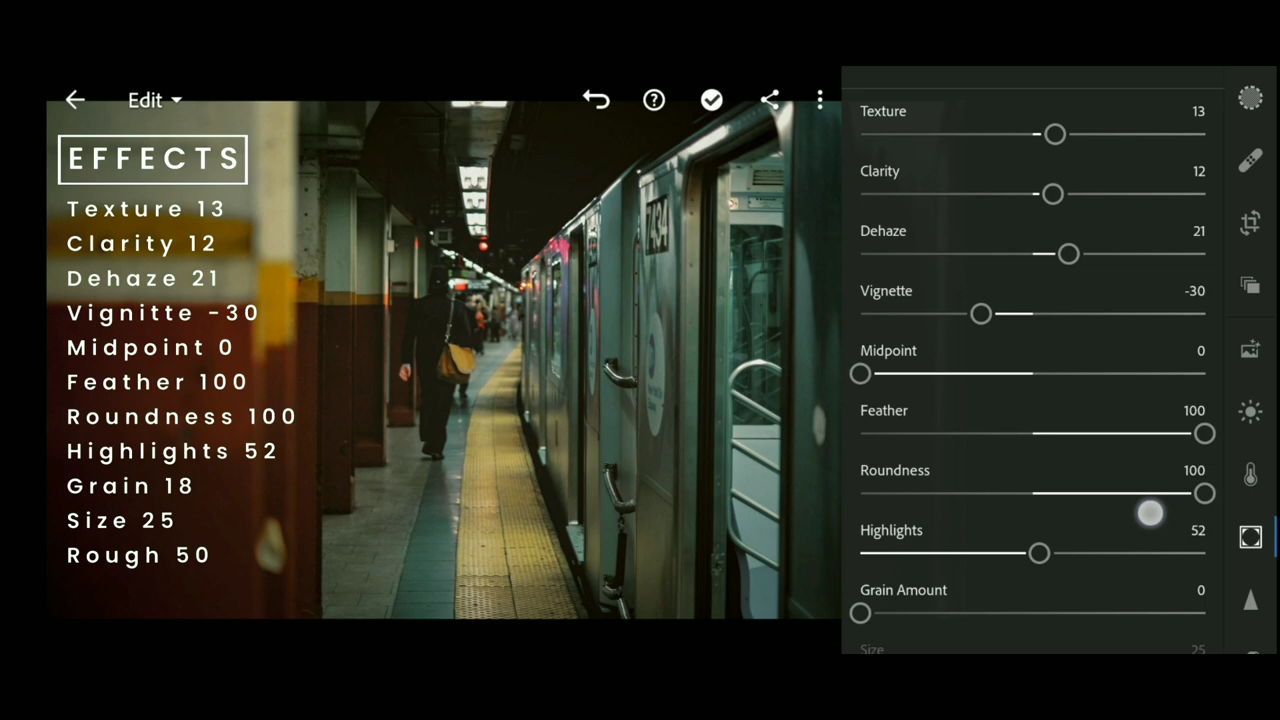 Edit
EFFECTS
Texture 13
Clarity 12
Dehaze 21
Vignitte -30
Midpoint 0
Feather 100
Roundness 100
Highlights 52
Grain 18
Size 25
Rough 50
7494
Texture 13
Clarity 12
Dehaze 21
Vignette -30
Midpoint 0
Feather 100
Roundness 100
Highlights 52
Grain Amount 0
Size 25